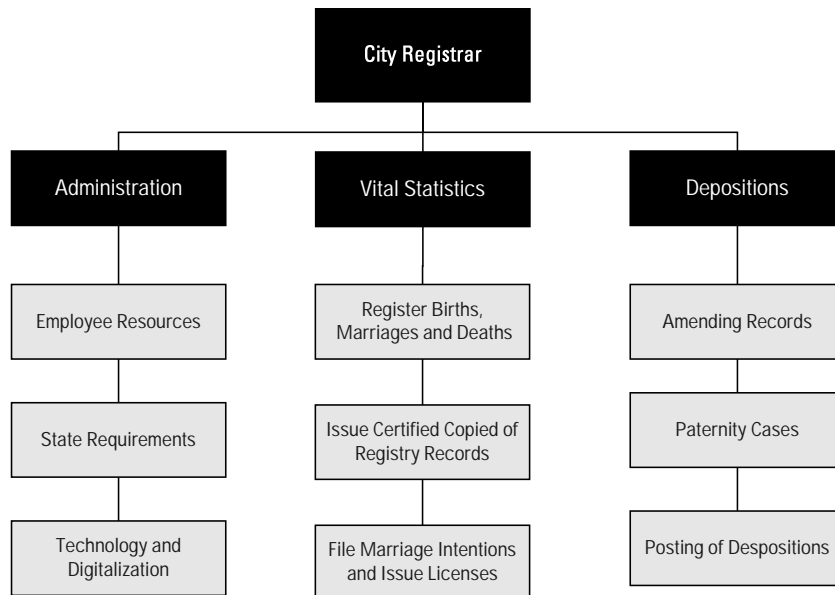 City Registrar
Administration
Vital Statistics
Depositions
Employee Resources
Register Births,
Marriages and Deaths
Amending Records
State Requirements
Issue Certified Copied of
Registry Records
Paternity Cases
Technology and
Digitalization
File Marriage Intentions
and Issue Licenses
Posting of Despositions